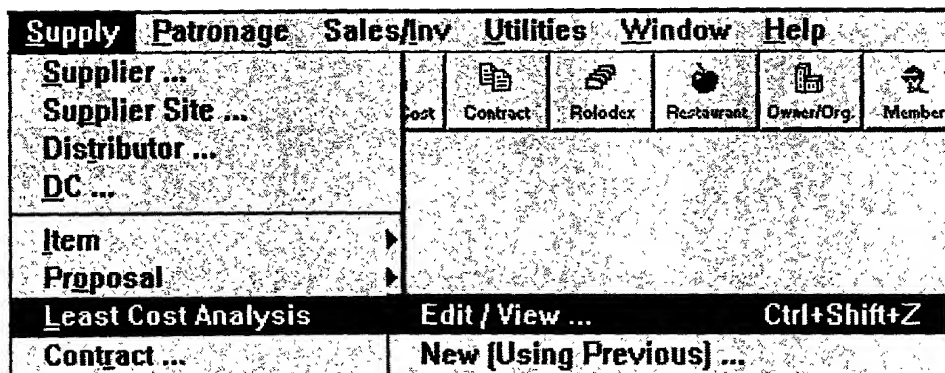 Supply Patronage Sales/Inv Utilities Window Help
Supplier ...
Supplier Site ...
Distributor ...
DC ...
Cost Contract Rolodex Restaurant Owner/Org. Member
Item
Proposal
Least Cost Analysis Edit / View ... Ctrl+Shift+Z
Contract ... New (Using Previous) ...